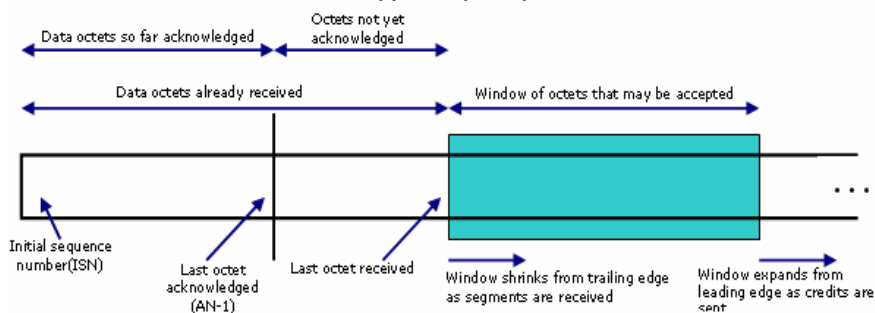 Octets not yet
acknowledged
Data octets so far acknowledged
Data octets already received
Window of octets that may be accepted
...
Initial sequence
number(ISN)
Last octet
acknowledged
(AN-1)
Last octet received
Window shrinks from trailing edge
as segments are received
Window expands from
leading edge as credits are
sent